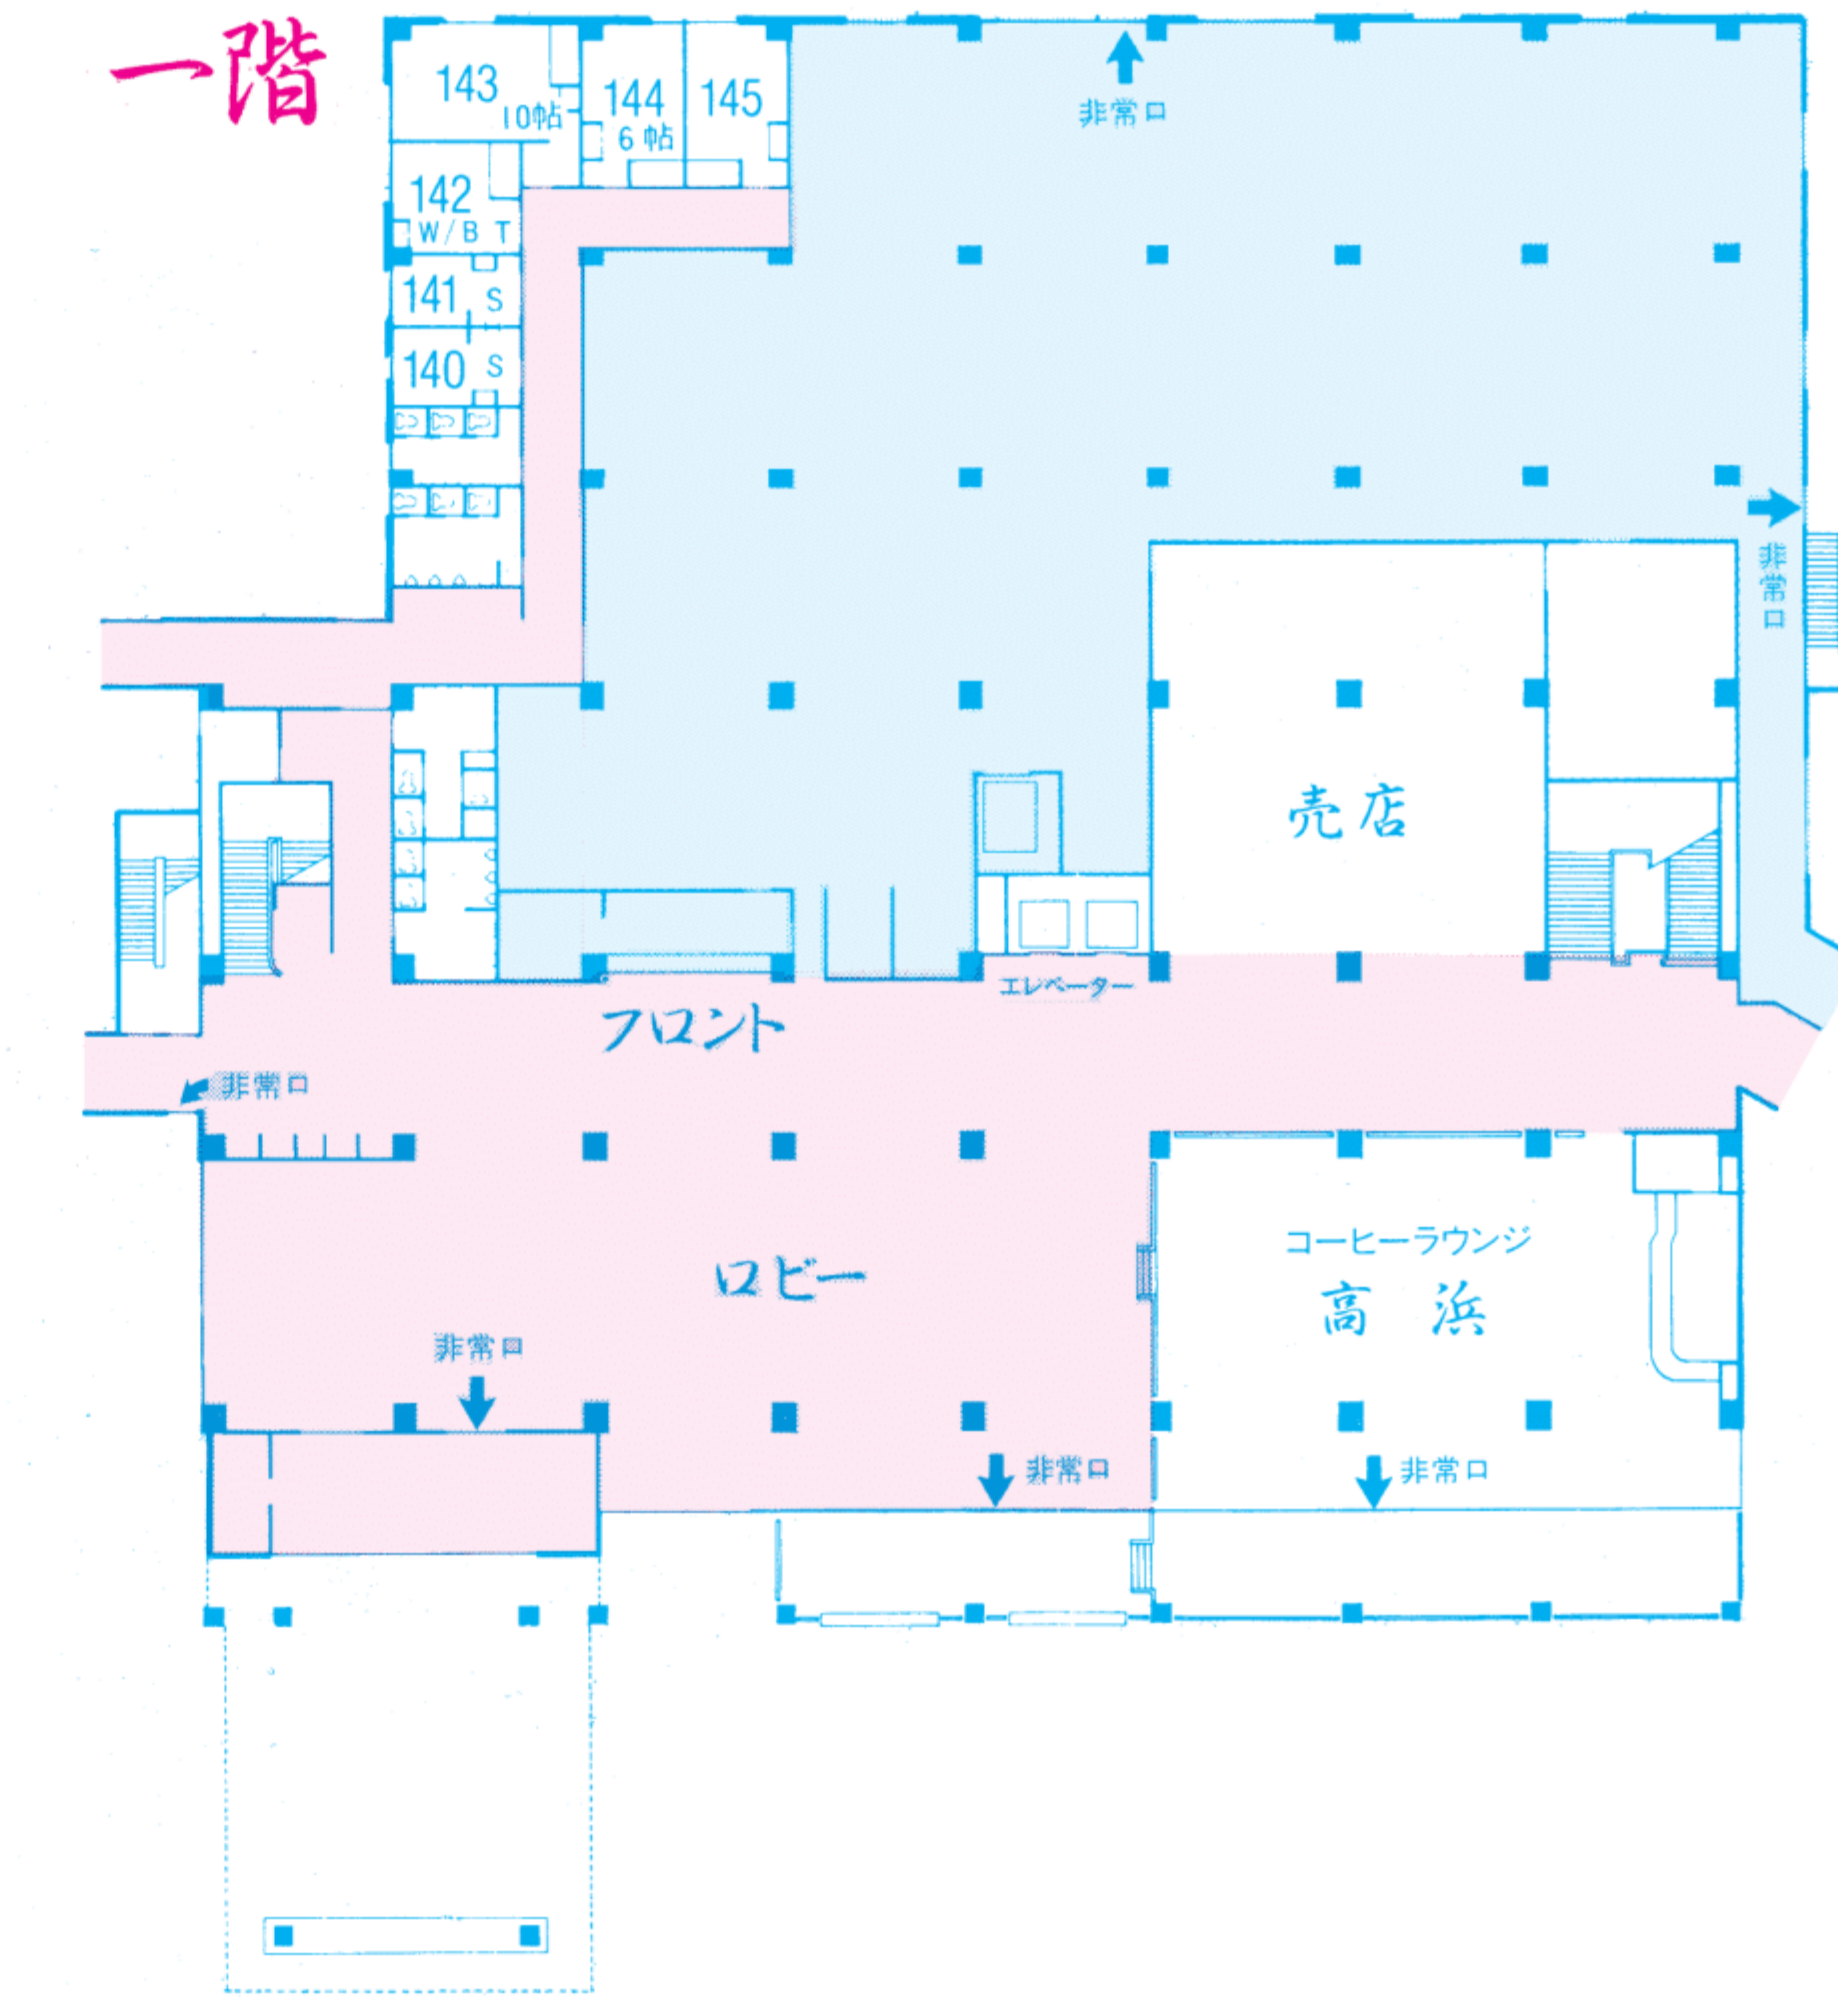 一階
143
10帖
144
6帖
145
非常口
142
W/B T
141 S
140 S
非常口
売店
エレベーター
フロント
非常口
コーヒーラウンジ
高浜
ロビー
非常口
非常口
非常口